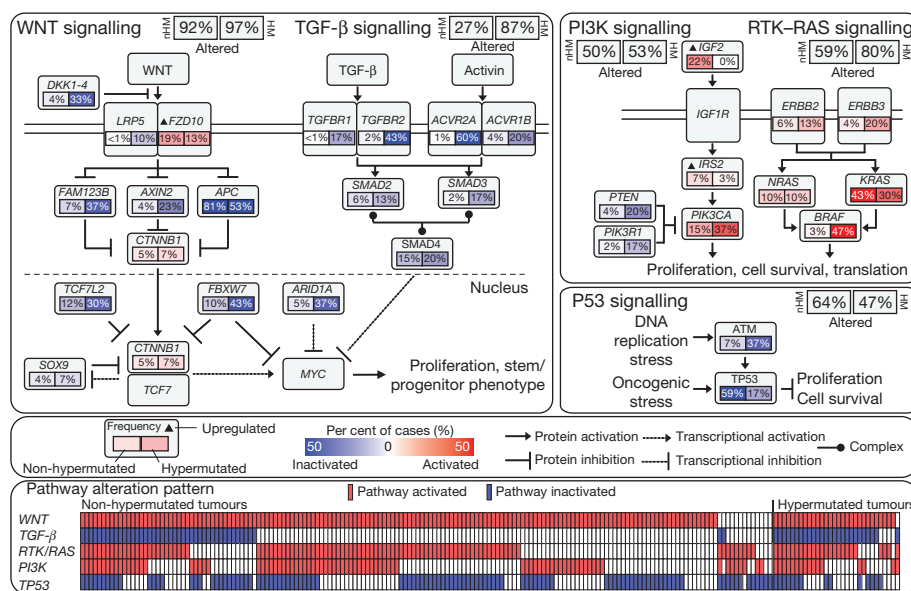 WNT signalling
92% 97%
nHM HM
Altered
TGF-β signalling
27% 87%
nHM HM
Altered
DKK1-4
4% 33%
WNT
TGF-β
Activin
LRP5
<1% 10%
▲FZD10
19% 13%
TGFBR1
<1% 17%
TGFBR2
2% 43%
ACVR2A
1% 60%
ACVR1B
4% 20%
FAM123B
7% 37%
AXIN2
4% 23%
APC
81% 53%
SMAD2
6% 13%
SMAD3
2% 17%
CTNNB1
5% 7%
SMAD4
15% 20%
Nucleus
TCF7L2
12% 30%
FBXW7
10% 43%
ARID1A
5% 37%
SOX9
4% 7%
CTNNB1
5% 7%
TCF7
MYC
Proliferation, stem/
progenitor phenotype
PI3K signalling
50% 53%
nHM HM
Altered
RTK–RAS signalling
59% 80%
nHM HM
Altered
▲IGF2
22% 0%
IGF1R
ERBB2
6% 13%
ERBB3
4% 20%
▲IRS2
7% 3%
PTEN
4% 20%
PIK3R1
2% 17%
PIK3CA
15% 37%
NRAS
10% 10%
KRAS
43% 30%
BRAF
3% 47%
Proliferation, cell survival, translation
P53 signalling
64% 47%
nHM HM
Altered
DNA
replication
stress
ATM
7% 37%
Oncogenic
stress
TP53
59% 17%
Proliferation
Cell survival
Frequency ▲ Upregulated
Non-hypermutated Hypermutated
Per cent of cases (%)
50 0 50
Inactivated Activated
Protein activation
Transcriptional activation
Complex
Protein inhibition
Transcriptional inhibition
Pathway alteration pattern
Pathway activated
Pathway inactivated
Non-hypermutated tumours
Hypermutated tumours
WNT
TGF-β
RTK/RAS
PI3K
TP53